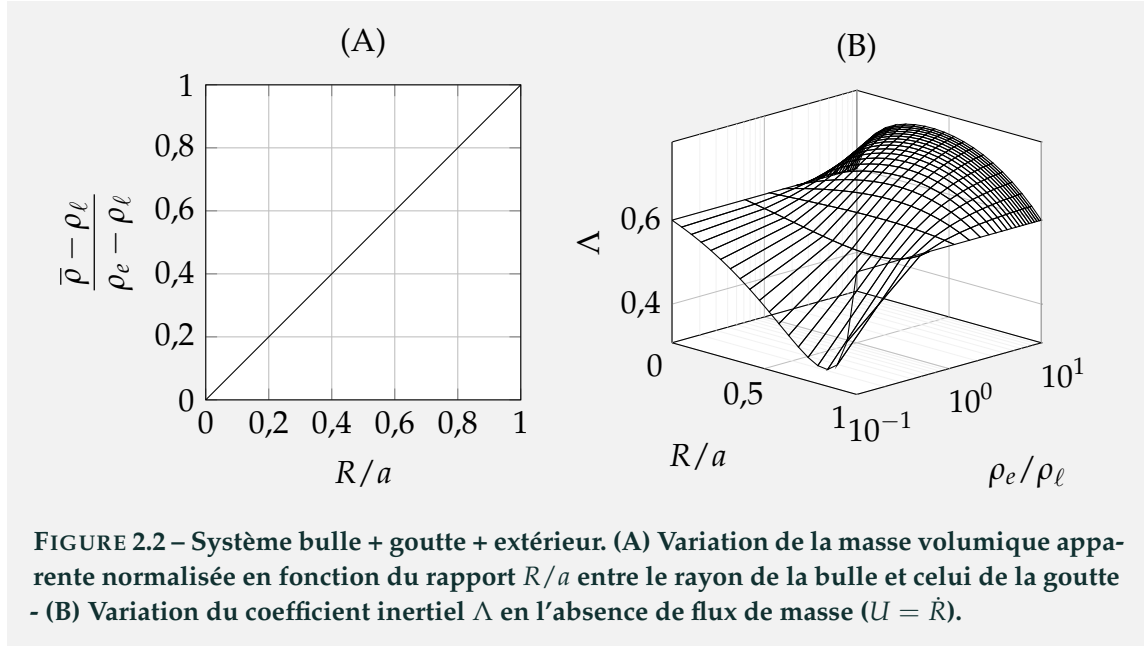 (A)
1
0,8
0,6
0,4
0,2
0
0 0,2 0,4 0,6 0,8 1
R/a
ρ̅ − ρℓ
ρe − ρℓ
(B)
0,6
0,4
Λ
0
0,5
1
R/a
10⁻¹
10⁰
10¹
ρe/ρℓ
FIGURE 2.2 – Système bulle + goutte + extérieur. (A) Variation de la masse volumique appa-
rente normalisée en fonction du rapport R/a entre le rayon de la bulle et celui de la goutte
- (B) Variation du coefficient inertiel Λ en l'absence de flux de masse (U = Ṙ).